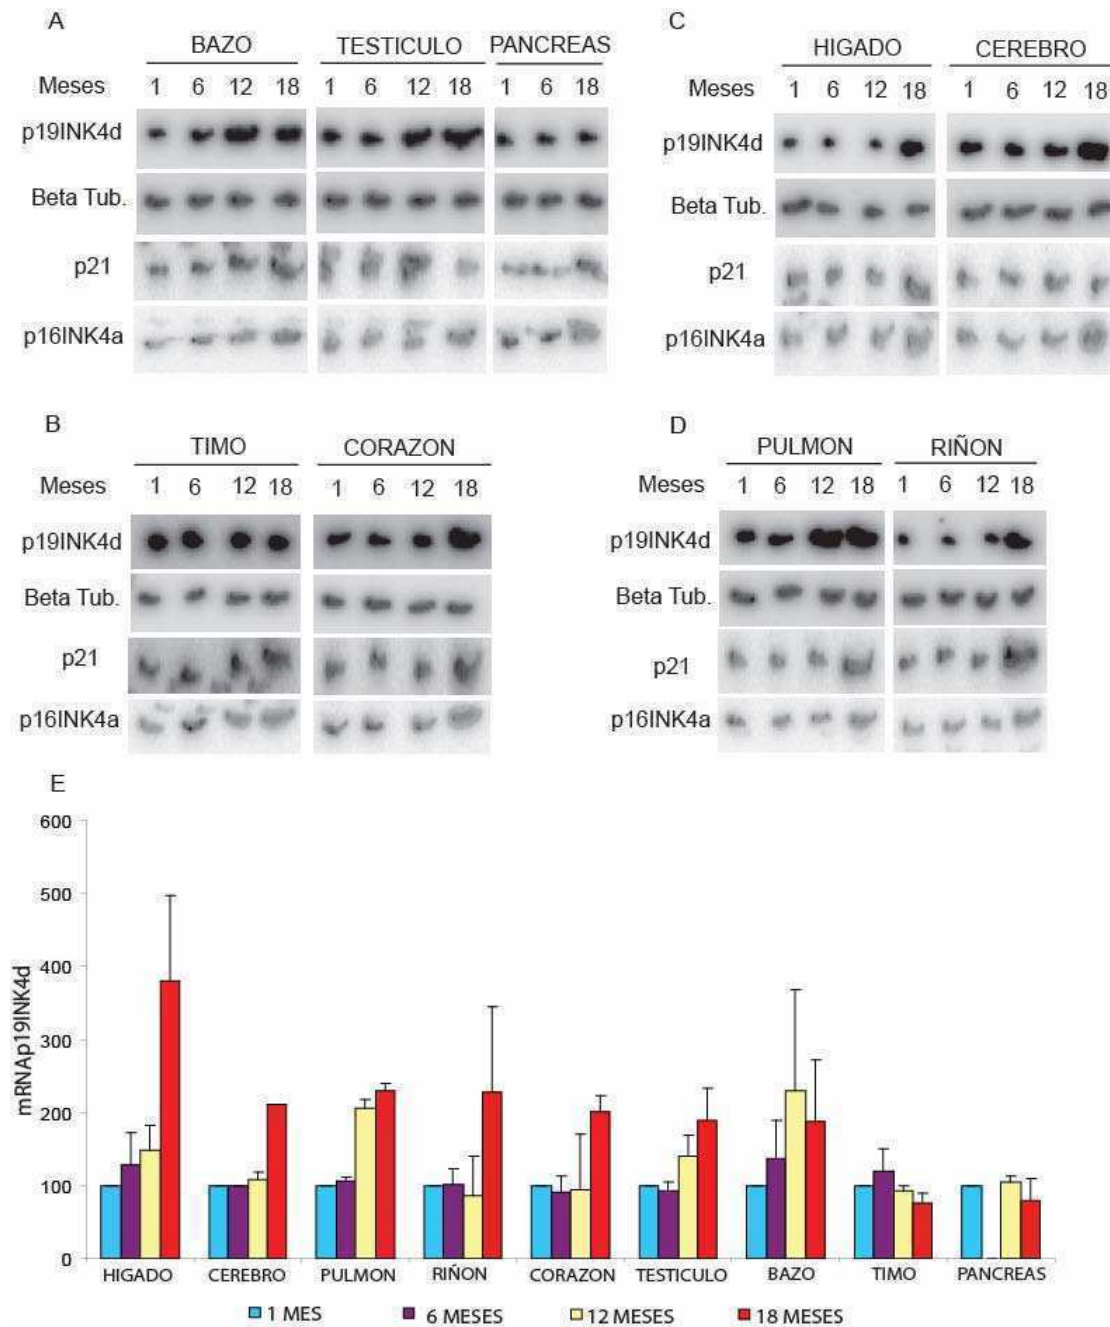 A
BAZO TESTICULO PANCREAS
Meses 1 6 12 18 1 6 12 18 1 6 18
p19INK4d
Beta Tub.
p21
p16INK4a
C
HIGADO CEREBRO
Meses 1 6 12 18 1 6 12 18
p19INK4d
Beta Tub.
p21
p16INK4a
B
TIMO CORAZON
Meses 1 6 12 18 1 6 12 18
p19INK4d
Beta Tub.
p21
p16INK4a
D
PULMON RIÑON
Meses 1 6 12 18 1 6 12 18
p19INK4d
Beta Tub.
p21
p16INK4a
E
mRNAp19INK4d
600
500
400
300
200
100
0
HIGADO CEREBRO PULMON RIÑON CORAZON TESTICULO BAZO TIMO PANCREAS
1 MES 6 MESES 12 MESES 18 MESES